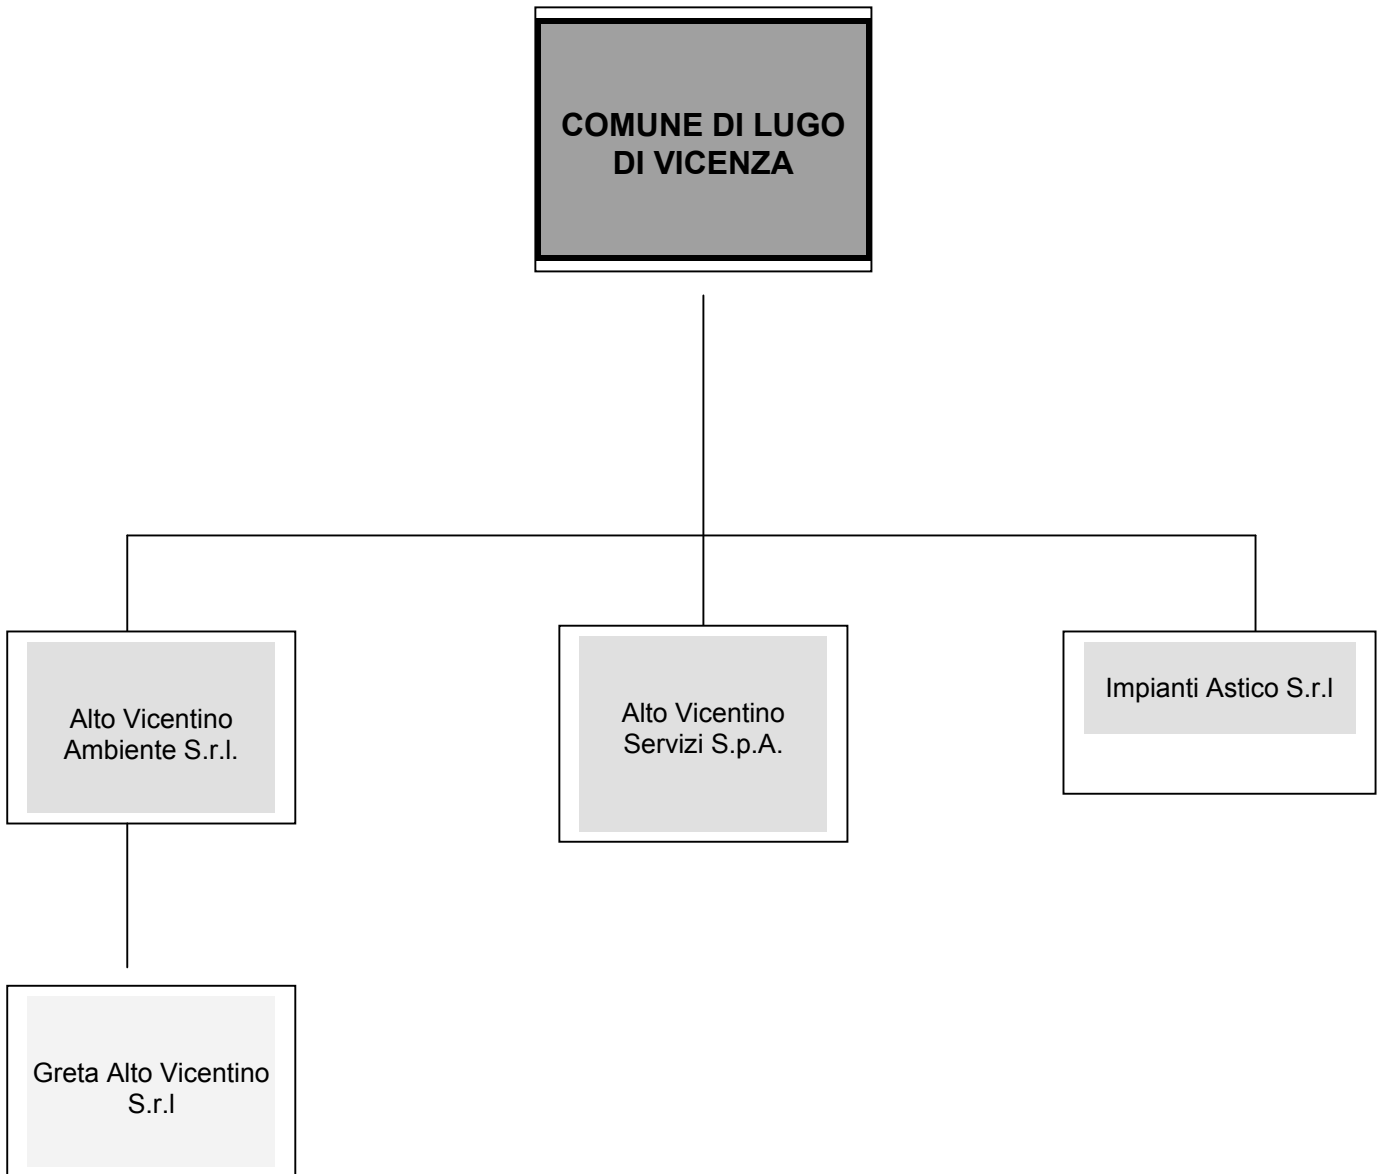 COMUNE DI LUGO
DI VICENZA
Alto Vicentino
Ambiente S.r.l.
Alto Vicentino
Servizi S.p.A.
Impianti Astico S.r.l
Greta Alto Vicentino
S.r.l